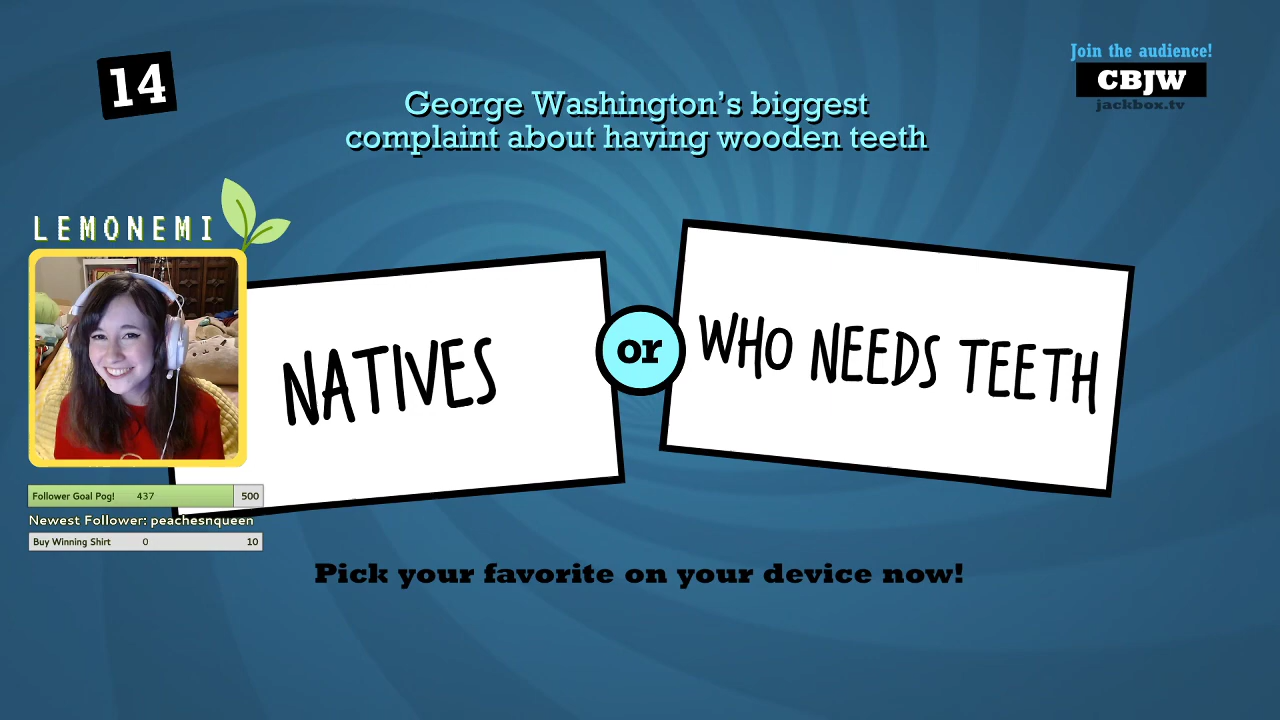 14
Join the audience!
CBJW
jackbox.tv
George Washington's biggest
complaint about having wooden teeth
LEMONEMI
NATIVES
or
WHO NEEDS TEETH
Follower Goal Pog! 437 500
Newest Follower: peachesnqueen
Buy Winning Shirt 0 10
Pick your favorite on your device now!